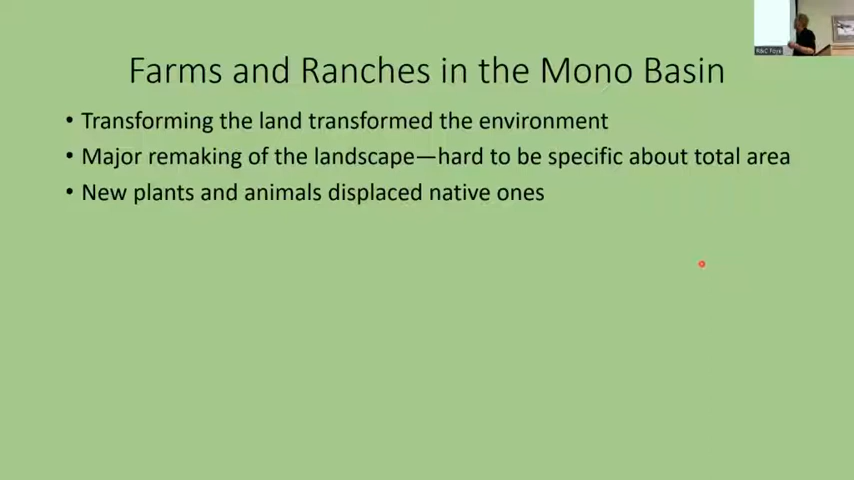 Farms and Ranches in the Mono Basin
• Transforming the land transformed the environment
• Major remaking of the landscape—hard to be specific about total area
• New plants and animals displaced native ones